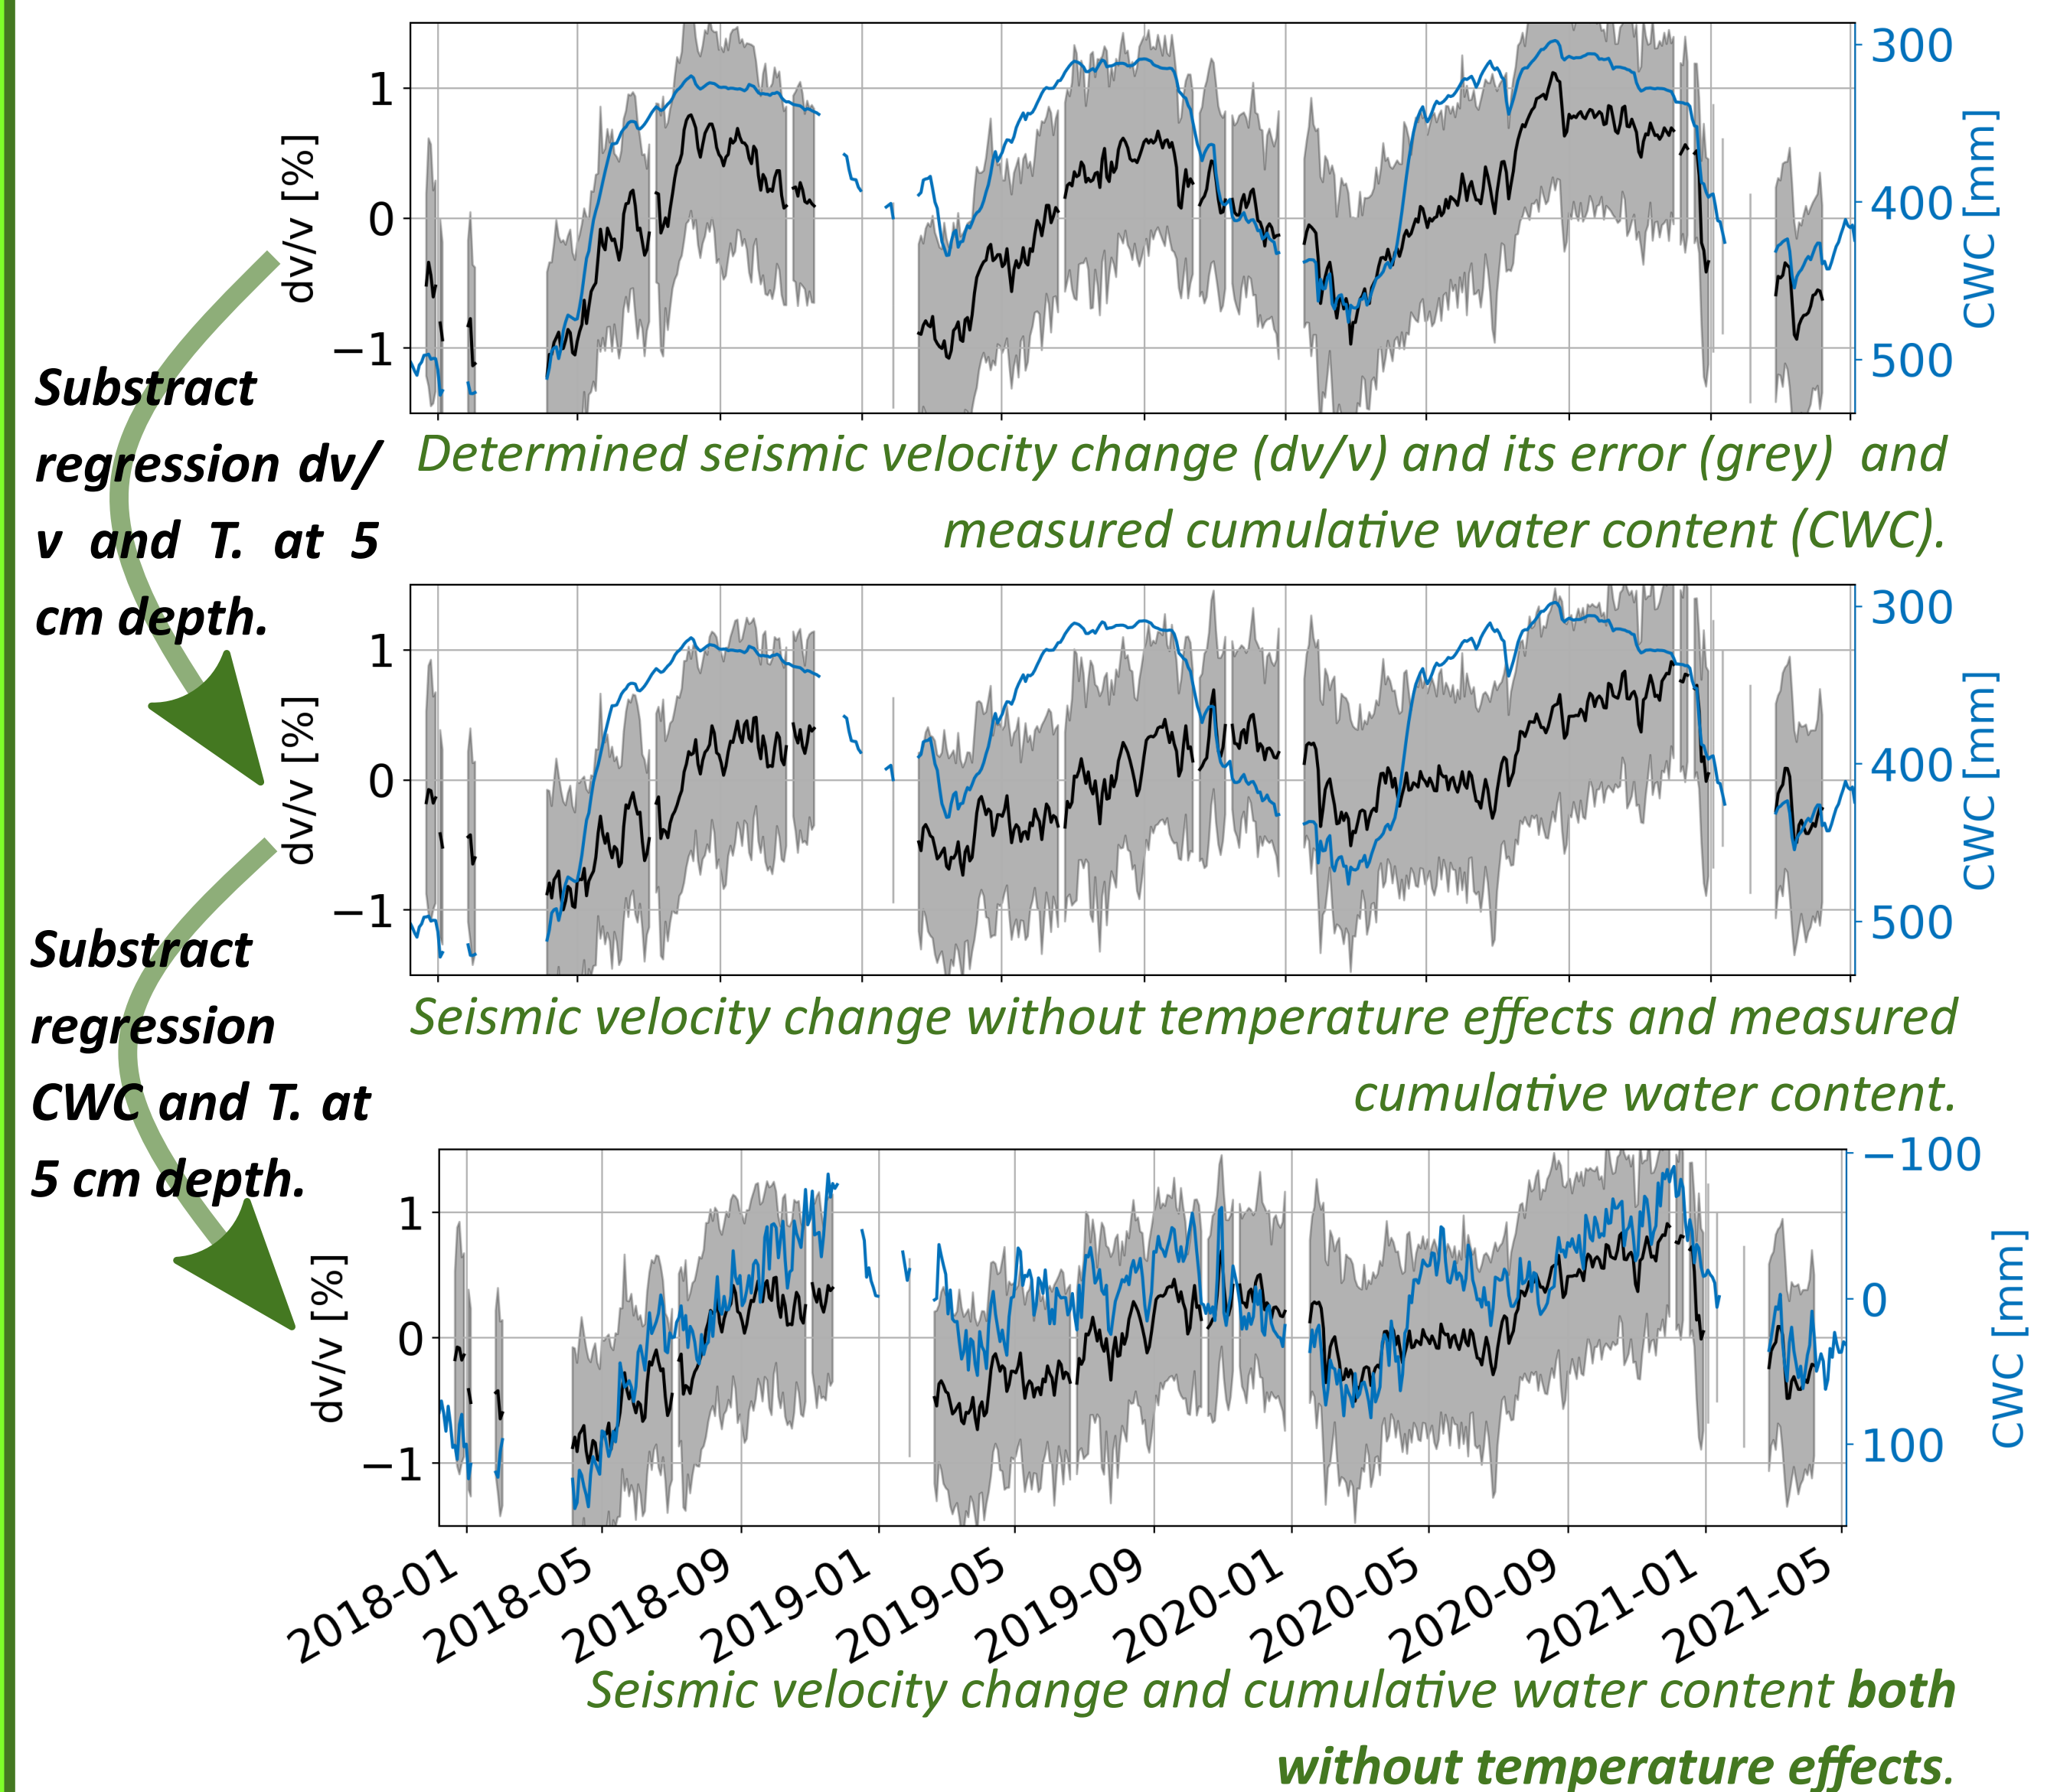 1
0
−1
dv/v [%]
300
400
500
CWC [mm]
Substract
regression dv/
v and T. at 5
cm depth.
Determined seismic velocity change (dv/v) and its error (grey) and
measured cumulative water content (CWC).
1
0
−1
dv/v [%]
300
400
500
CWC [mm]
Substract
regression
CWC and T. at
5 cm depth.
Seismic velocity change without temperature effects and measured
cumulative water content.
1
0
−1
dv/v [%]
−100
0
100
CWC [mm]
2018-01
2018-05
2018-09
2019-01
2019-05
2019-09
2020-01
2020-05
2020-09
2021-01
2021-05
Seismic velocity change and cumulative water content both
without temperature effects.